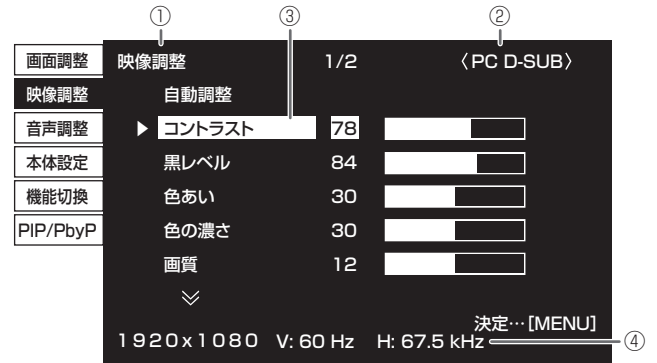 ① ③ ②
画面調整
映像調整
音声調整
本体設定
機能切換
PIP/PbyP
映像調整 1/2 〈PC D-SUB〉
自動調整
コントラスト 78
黒レベル 84
色あい 30
色の濃さ 30
画質 12
決定…[MENU]
1920x1080 V: 60 Hz H: 67.5 kHz ④